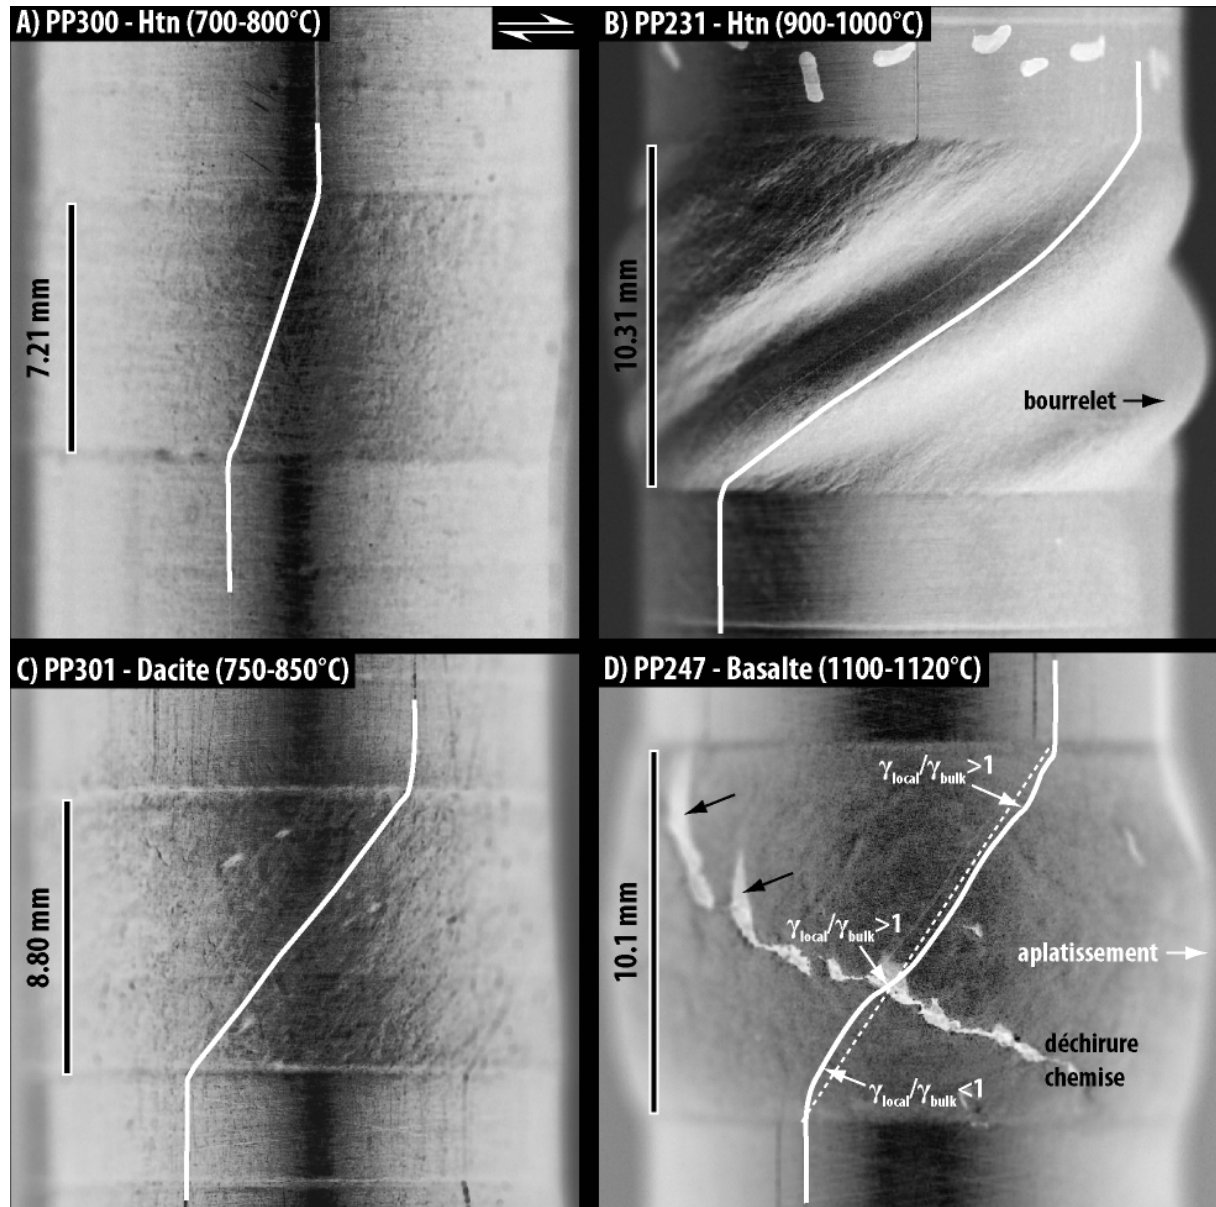 A) PP300 - Htn (700-800°C)
B) PP231 - Htn (900-1000°C)
7.21 mm
10.31 mm
bourrelet
C) PP301 - Dacite (750-850°C)
D) PP247 - Basalte (1100-1120°C)
8.80 mm
10.1 mm
γlocal/γbulk>1
γlocal/γbulk>1
aplatissement
déchirure
chemise
γlocal/γbulk<1